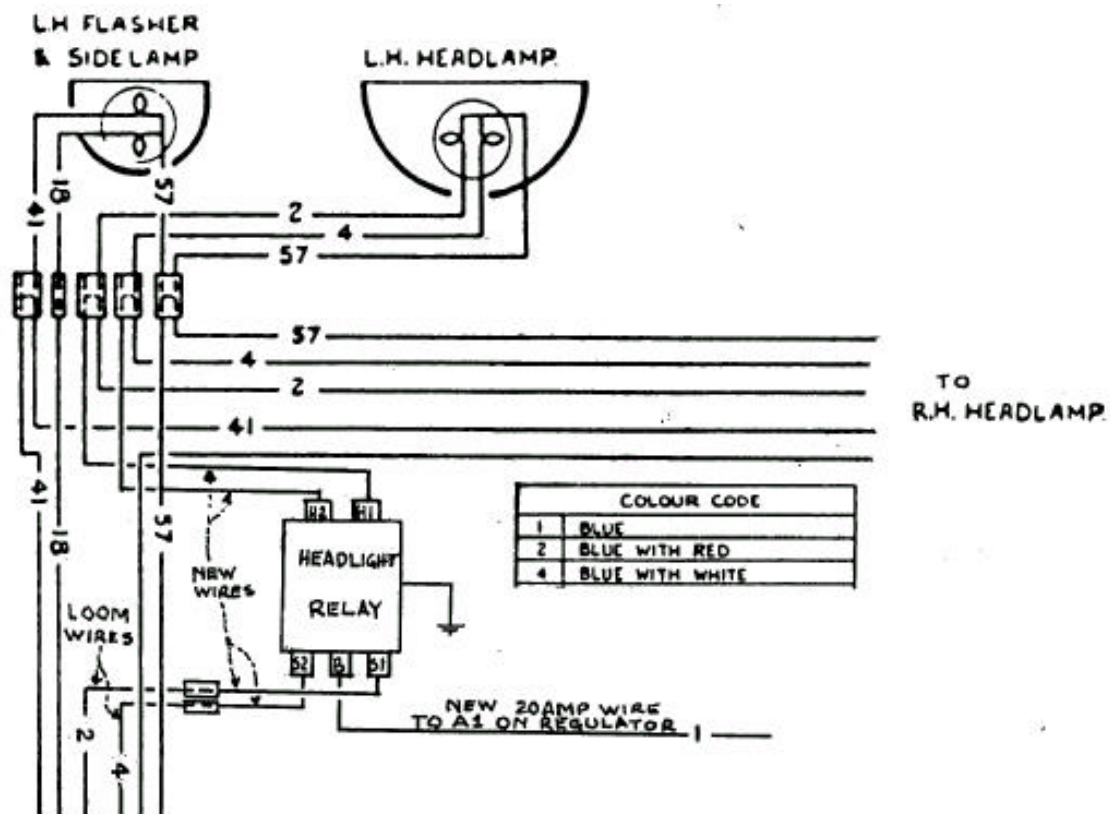 L.H FLASHER
& SIDELAMP
L.H. HEADLAMP.
41
18
57
2
4
57
57
4
2
TO
R.H. HEADLAMP.
41
41
18
57
H2
H1
HEADLIGHT
RELAY
S2
B
S1
NEW
WIRES
LOOM
WIRES
COLOUR CODE
1 BLUE
2 BLUE WITH RED
4 BLUE WITH WHITE
NEW 20AMP WIRE
TO A1 ON REGULATOR
1
2
4